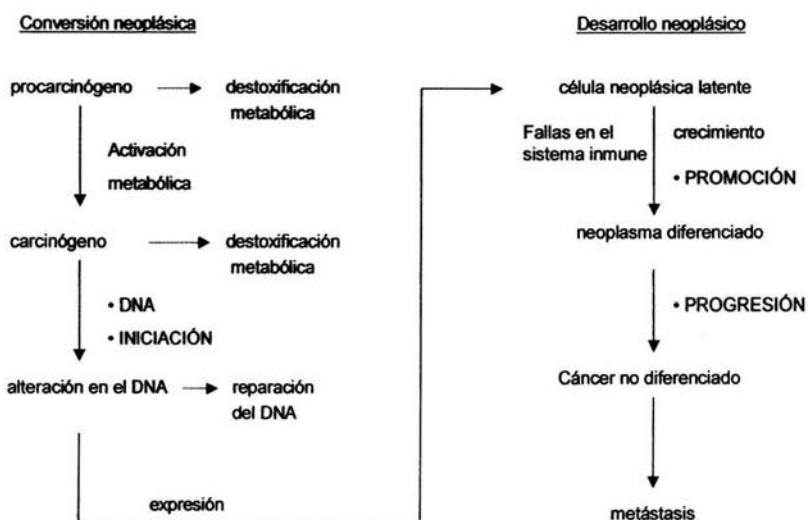 Conversión neoplásica
procarcinógeno
destoxificación
metabólica
Activación
metabólica
carcinógeno
destoxificación
metabólica
• DNA
• INICIACIÓN
alteración en el DNA
reparación
del DNA
expresión
Desarrollo neoplásico
célula neoplásica latente
Fallas en el
sistema inmune
crecimiento
• PROMOCIÓN
neoplasma diferenciado
• PROGRESIÓN
Cáncer no diferenciado
metástasis